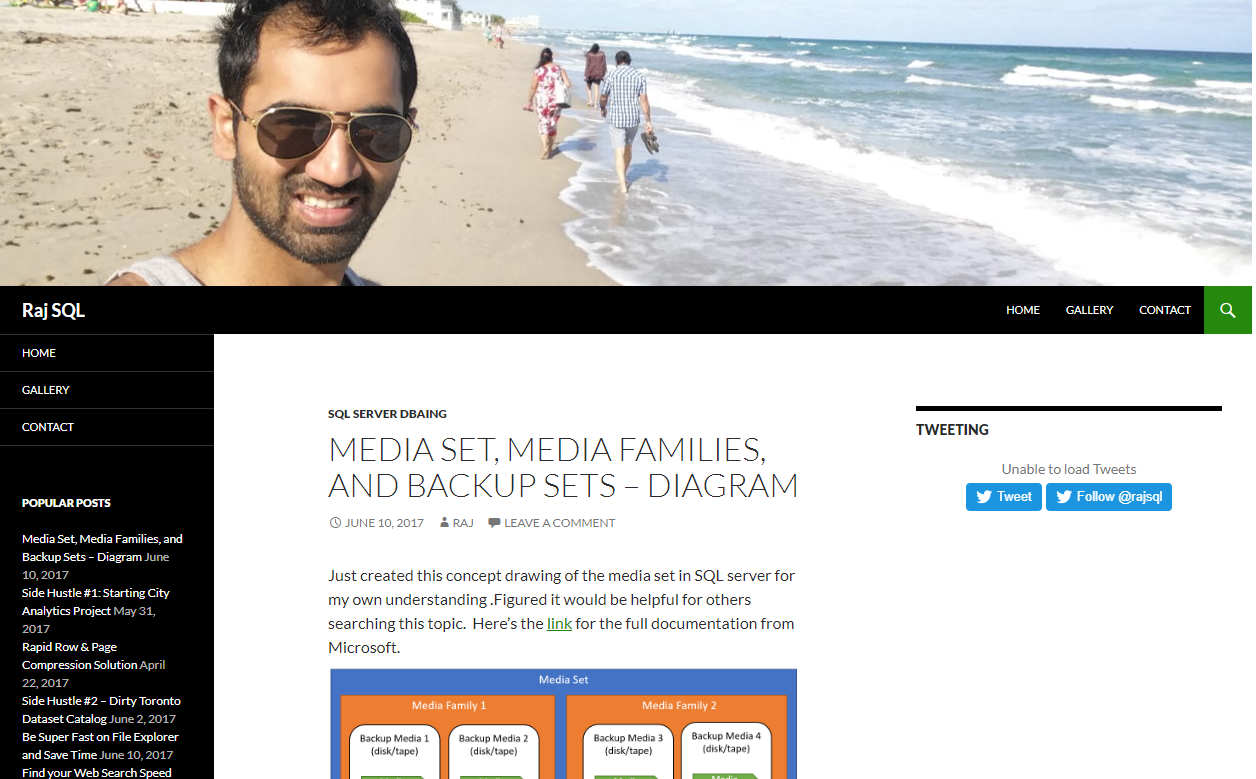 Raj SQL
HOME
GALLERY
CONTACT
HOME
GALLERY
CONTACT
POPULAR POSTS
Media Set, Media Families, and
Backup Sets – Diagram June
10, 2017
Side Hustle #1: Starting City
Analytics Project May 31,
2017
Rapid Row & Page
Compression Solution April
22, 2017
Side Hustle #2 – Dirty Toronto
Dataset Catalog June 2, 2017
Be Super Fast on File Explorer
and Save Time June 10, 2017
Find your Web Search Speed
SQL SERVER DBAING
MEDIA SET, MEDIA FAMILIES,
AND BACKUP SETS – DIAGRAM
JUNE 10, 2017 RAJ LEAVE A COMMENT
Just created this concept drawing of the media set in SQL server for
my own understanding .Figured it would be helpful for others
searching this topic.  Here’s the link for the full documentation from
Microsoft.
Media Set
Media Family 1
Backup Media 1
(disk/tape)
Backup Media 2
(disk/tape)
Media Family 2
Backup Media 3
(disk/tape)
Backup Media 4
(disk/tape)
Media
TWEETING
Unable to load Tweets
Tweet
Follow @rajsql